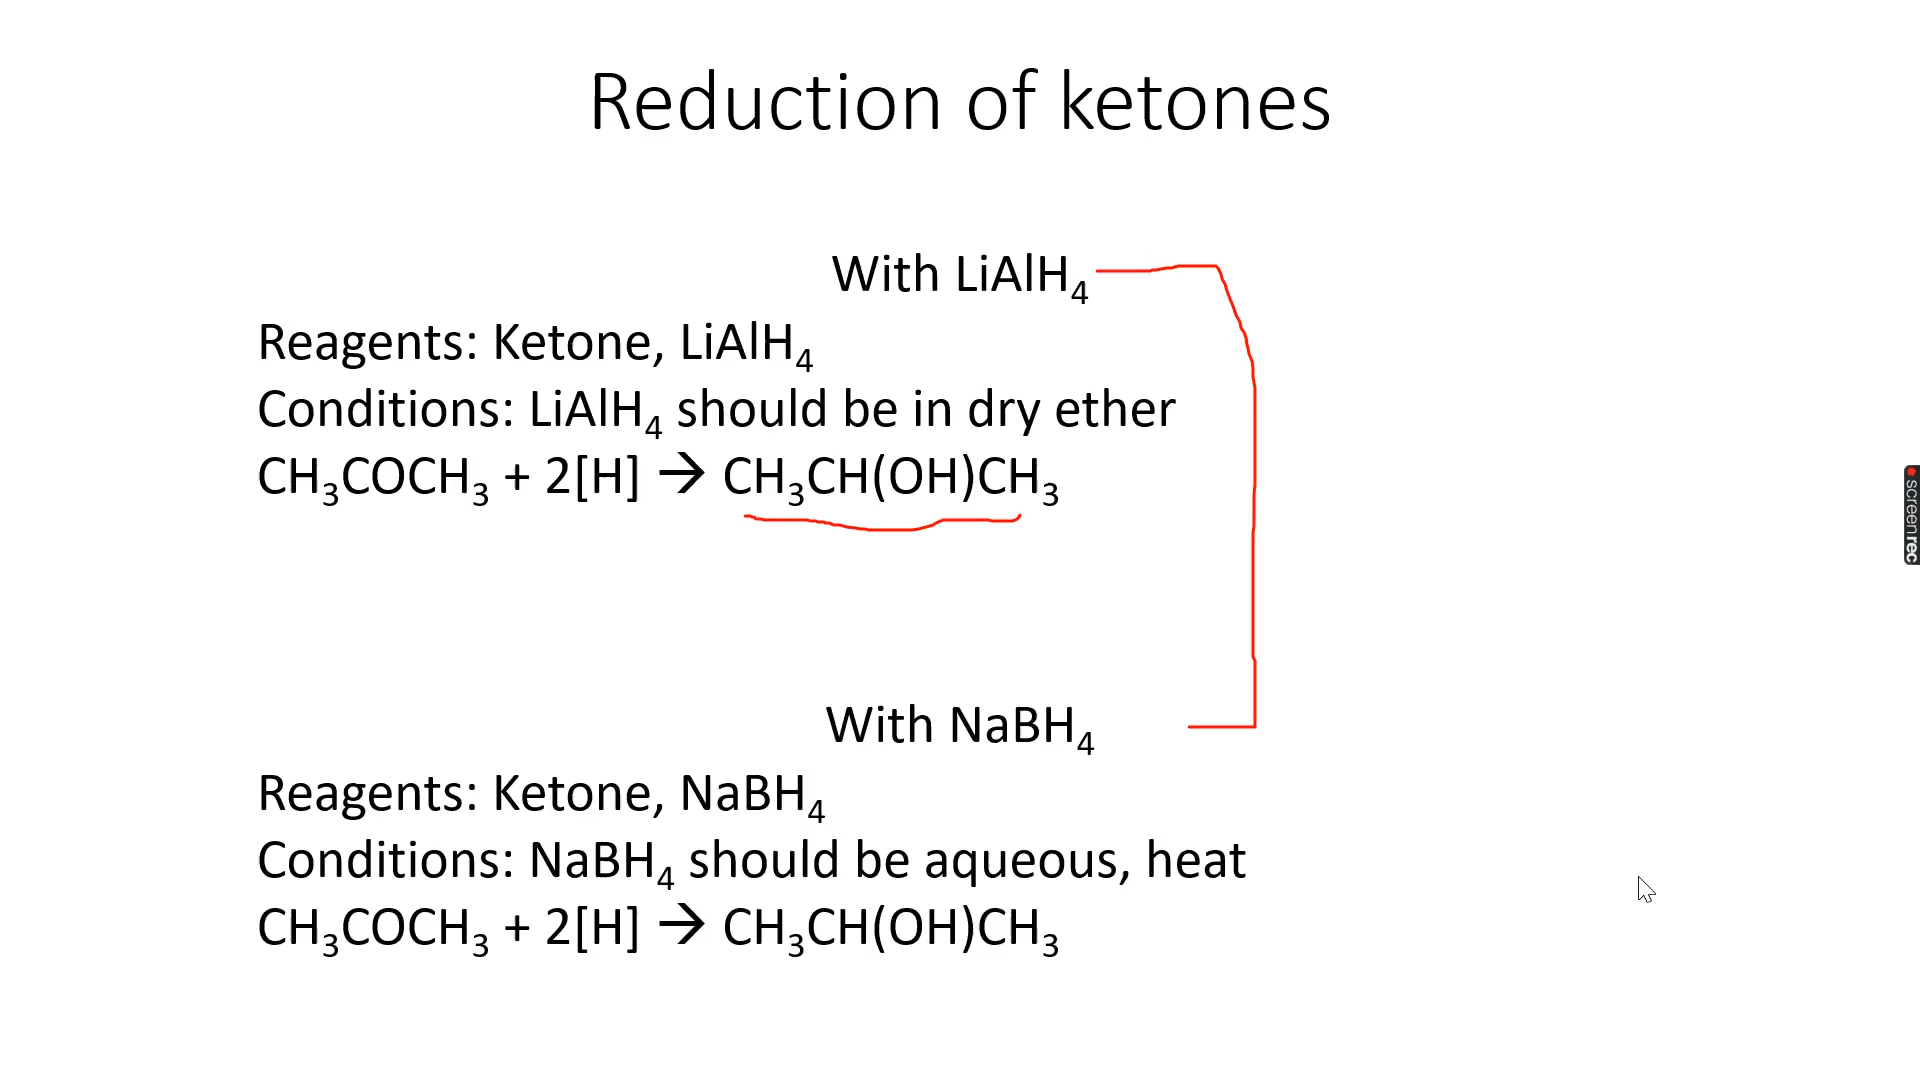 Reduction of ketones
With LiAlH₄
Reagents: Ketone, LiAlH₄
Conditions: LiAlH₄ should be in dry ether
CH₃COCH₃ + 2[H] → CH₃CH(OH)CH₃
With NaBH₄
Reagents: Ketone, NaBH₄
Conditions: NaBH₄ should be aqueous, heat
CH₃COCH₃ + 2[H] → CH₃CH(OH)CH₃
screenrec